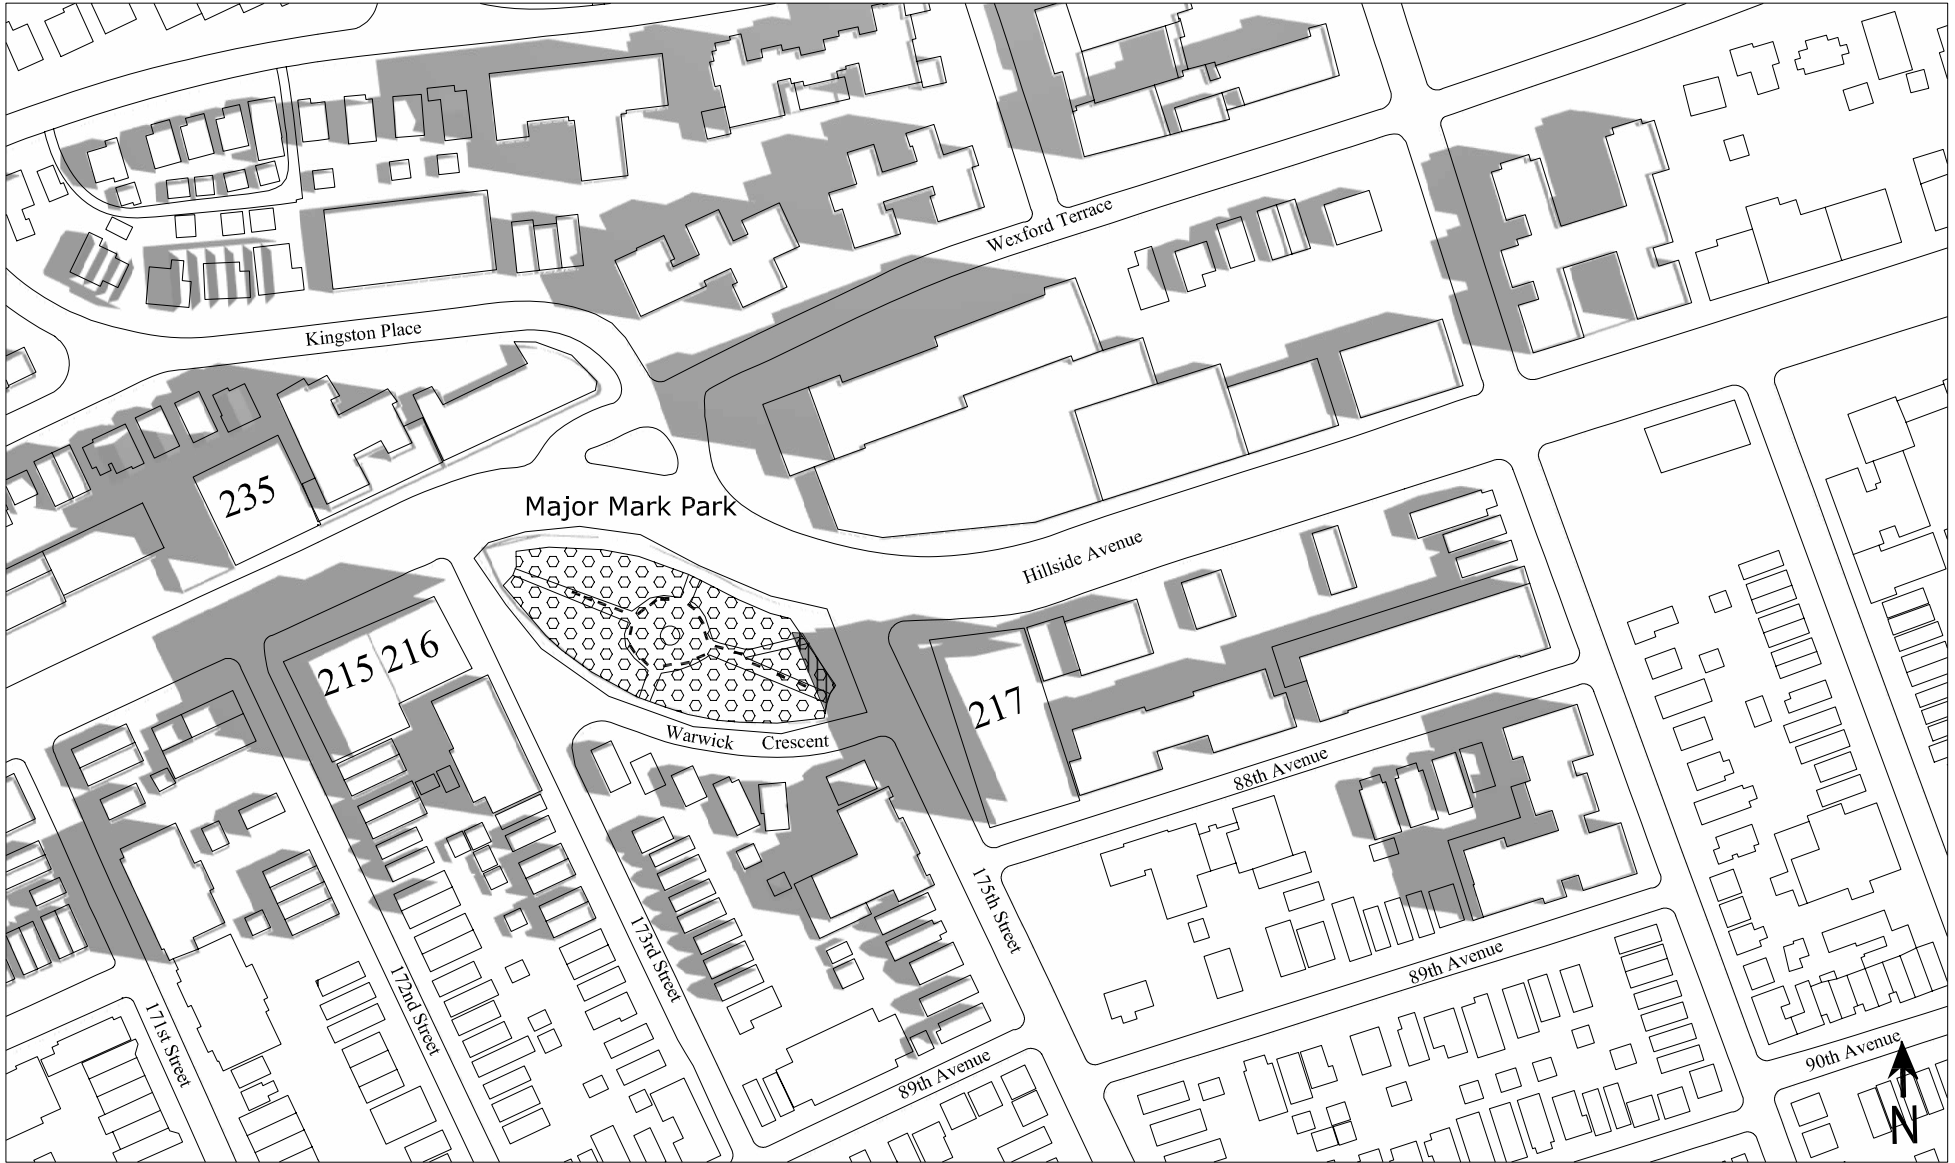 Wexford Terrace
Kingston Place
235
Major Mark Park
Hillside Avenue
215
216
217
Warwick Crescent
88th Avenue
175th Street
173rd Street
89th Avenue
172nd Street
171st Street
89th Avenue
90th Avenue
N